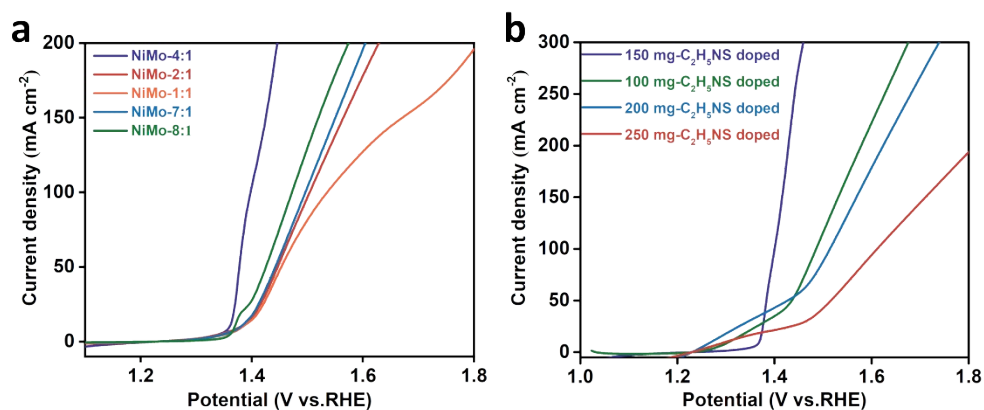 a
200
150
100
50
0
Current density (mA cm⁻²)
NiMo-4:1
NiMo-2:1
NiMo-1:1
NiMo-7:1
NiMo-8:1
1.2 1.4 1.6 1.8
Potential (V vs.RHE)
b
300
250
200
150
100
50
0
Current density (mA cm⁻²)
150 mg-C₂H₅NS doped
100 mg-C₂H₅NS doped
200 mg-C₂H₅NS doped
250 mg-C₂H₅NS doped
1.0 1.2 1.4 1.6 1.8
Potential (V vs.RHE)